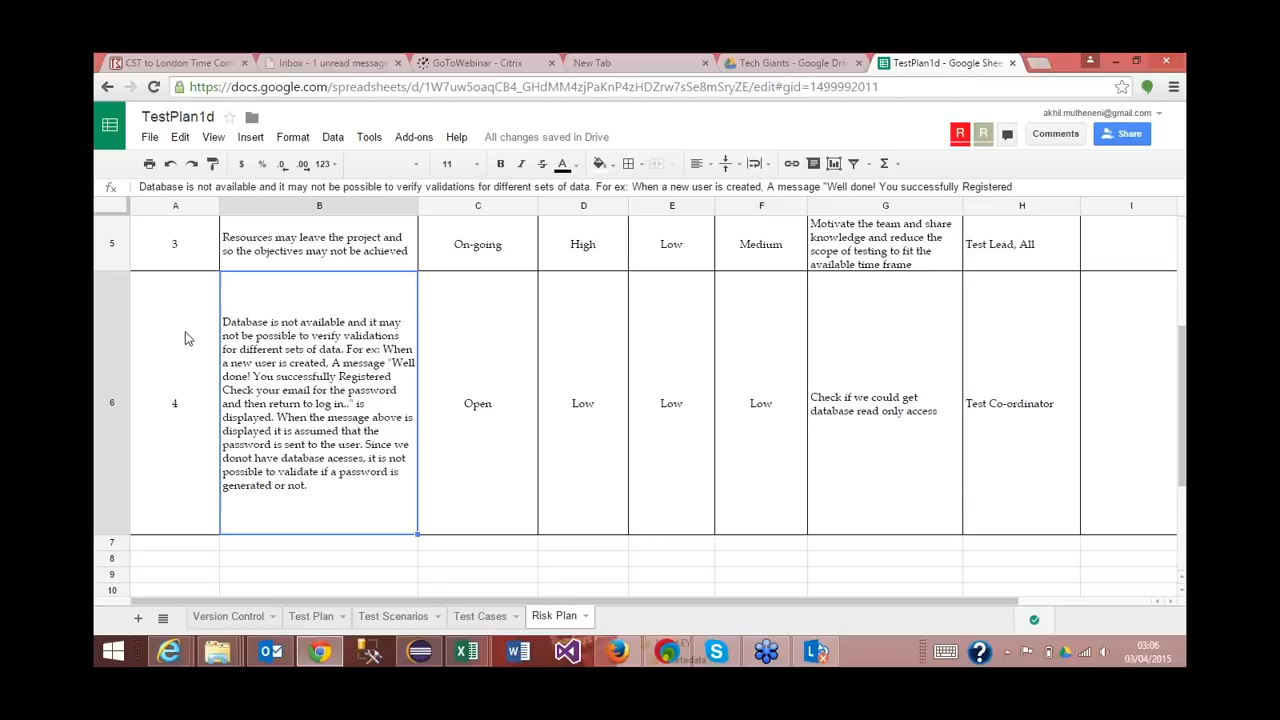 CST to London Time Con
Inbox - 1 unread messag
GoToWebinar - Citrix
New Tab
Tech Giants - Google Dri
TestPlan1d - Google Shee
https://docs.google.com/spreadsheets/d/1W7uw5qqqCB4_GHdMM4zjPaKnP4zHDZrw7sSe8mSryZE/edit#gid=1499992011
TestPlan1d
akhil.mutheneni@gmail.com
File Edit View Insert Format Data Tools Add-ons Help All changes saved in Drive
R R Comments Share
$ % .0 .00 123 11 B I S A Σ
fx Database is not available and it may not be possible to verify validations for different sets of data. For ex: When a new user is created, A message "Well done! You successfully Registered
A B C D E F G H I
5
3
Resources may leave the project and
so the objectives may not be achieved
On-going
High
Low
Medium
Motivate the team and share
knowledge and reduce the
scope of testing to fit the
available time frame
Test Lead, All
6
4
Database is not available and it may
not be possible to verify validations
for different sets of data. For ex: When
a new user is created, A message "Well
done! You successfully Registered
Check your email for the password
and then return to log in.." is
displayed. When the message above is
displayed it is assumed that the
password is sent to the user. Since we
donot have database acesses, it is not
possible to validate if a password is
generated or not.
Open
Low
Low
Low
Check if we could get
database read only access
Test Co-ordinator
7
8
9
10
Version Control Test Plan Test Scenarios Test Cases Risk Plan
03:06
03/04/2015